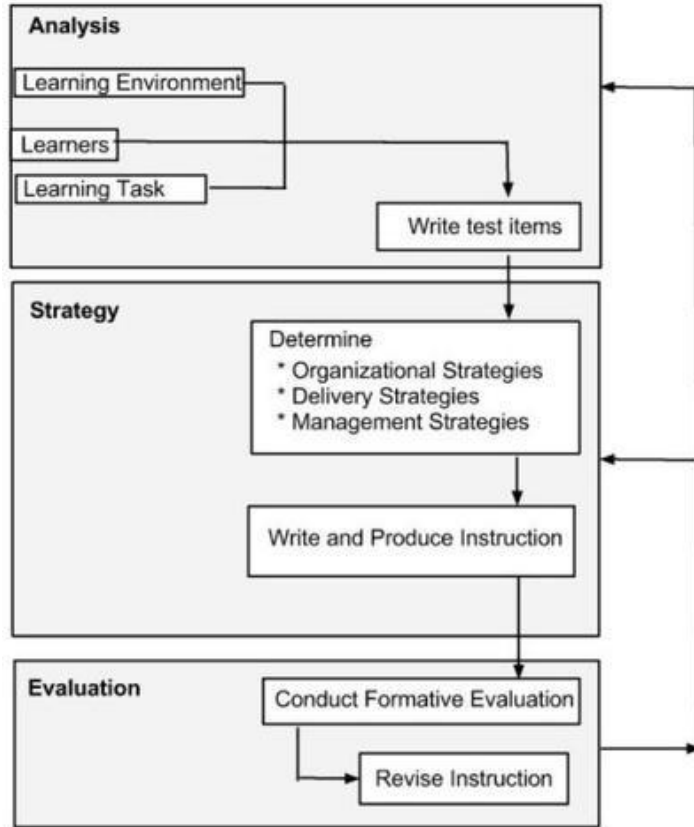 Analysis
Learning Environment
Learners
Learning Task
Write test items
Strategy
Determine
* Organizational Strategies
* Delivery Strategies
* Management Strategies
Write and Produce Instruction
Evaluation
Conduct Formative Evaluation
Revise Instruction